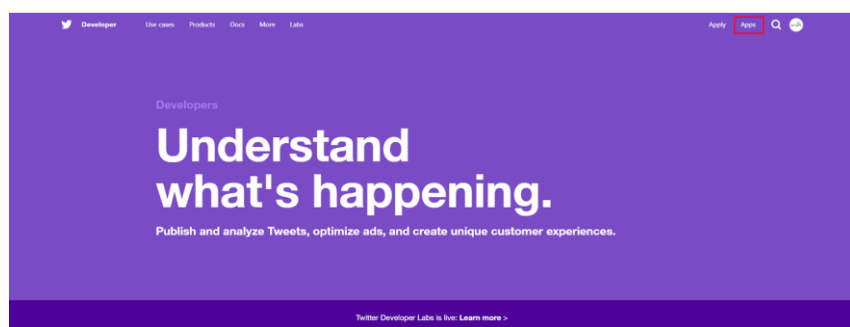 Developer Use cases Products Docs More Labs Apply Apps
Developers
Understand
what's happening.
Publish and analyze Tweets, optimize ads, and create unique customer experiences.
Twitter Developer Labs is live: Learn more >